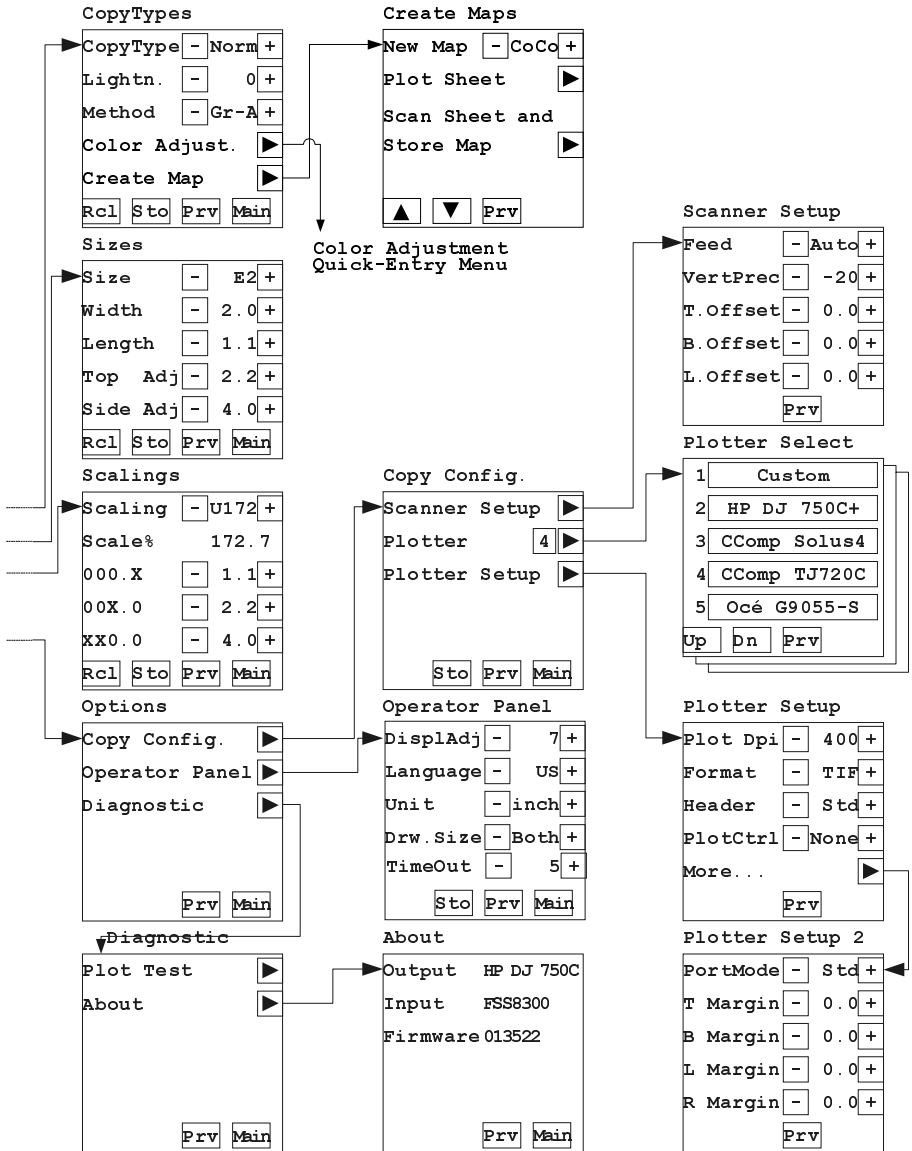 CopyTypes
CopyType - Norm +
Lightn. - 0 +
Method - Gr-A +
Color Adjust.
Create Map
Rcl Sto Prv Main
Create Maps
New Map - CoCo +
Plot Sheet
Scan Sheet and
Store Map
Prv
Color Adjustment
Quick-Entry Menu
Sizes
Size - E2 +
Width - 2.0 +
Length - 1.1 +
Top Adj - 2.2 +
Side Adj - 4.0 +
Rcl Sto Prv Main
Scanner Setup
Feed - Auto +
VertPrec - -20 +
T.Offset - 0.0 +
B.Offset - 0.0 +
L.Offset - 0.0 +
Prv
Scalings
Scaling - U172 +
Scale% 172.7
000.X - 1.1 +
00X.0 - 2.2 +
XX0.0 - 4.0 +
Rcl Sto Prv Main
Copy Config.
Scanner Setup
Plotter 4
Plotter Setup
Sto Prv Main
Plotter Select
1 Custom
2 HP DJ 750C+
3 CComp Solus4
4 CComp TJ720C
5 Océ G9055-S
Up Dn Prv
Options
Copy Config.
Operator Panel
Diagnostic
Prv Main
Operator Panel
DisplAdj - 7 +
Language - US +
Unit - inch +
Drw.Size - Both +
TimeOut - 5 +
Sto Prv Main
Plotter Setup
Plot Dpi - 400 +
Format - TIF +
Header - Std +
PlotCtrl - None +
More...
Prv
Diagnostic
Plot Test
About
Prv Main
About
Output HP DJ 750C
Input FSS8300
Firmware 013522
Prv Main
Plotter Setup 2
PortMode - Std +
T Margin - 0.0 +
B Margin - 0.0 +
L Margin - 0.0 +
R Margin - 0.0 +
Prv